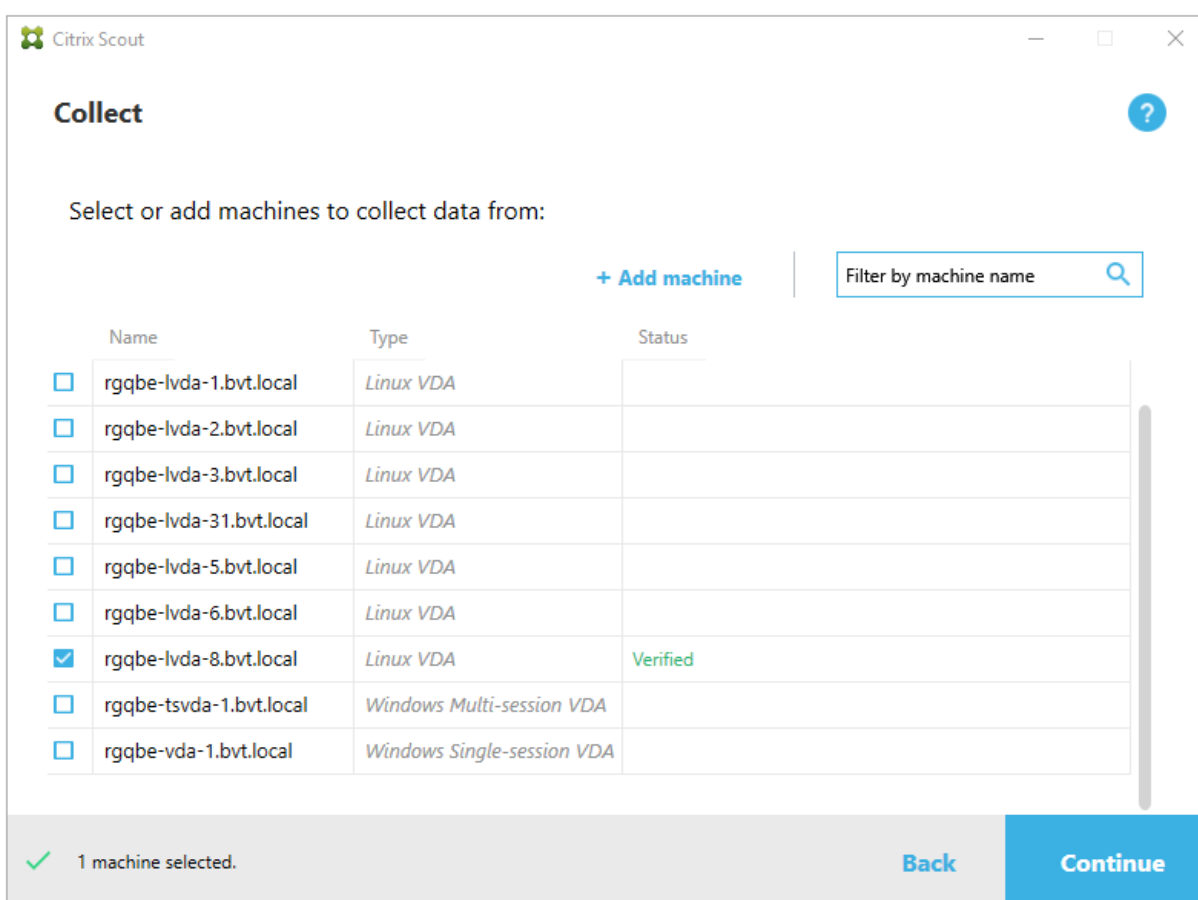 Citrix Scout
Collect
?
Select or add machines to collect data from:
+ Add machine
Filter by machine name
Name Type Status
rgqbe-lvda-1.bvt.local Linux VDA
rgqbe-lvda-2.bvt.local Linux VDA
rgqbe-lvda-3.bvt.local Linux VDA
rgqbe-lvda-31.bvt.local Linux VDA
rgqbe-lvda-5.bvt.local Linux VDA
rgqbe-lvda-6.bvt.local Linux VDA
rgqbe-lvda-8.bvt.local Linux VDA Verified
rgqbe-tsvda-1.bvt.local Windows Multi-session VDA
rgqbe-vda-1.bvt.local Windows Single-session VDA
1 machine selected.
Back
Continue